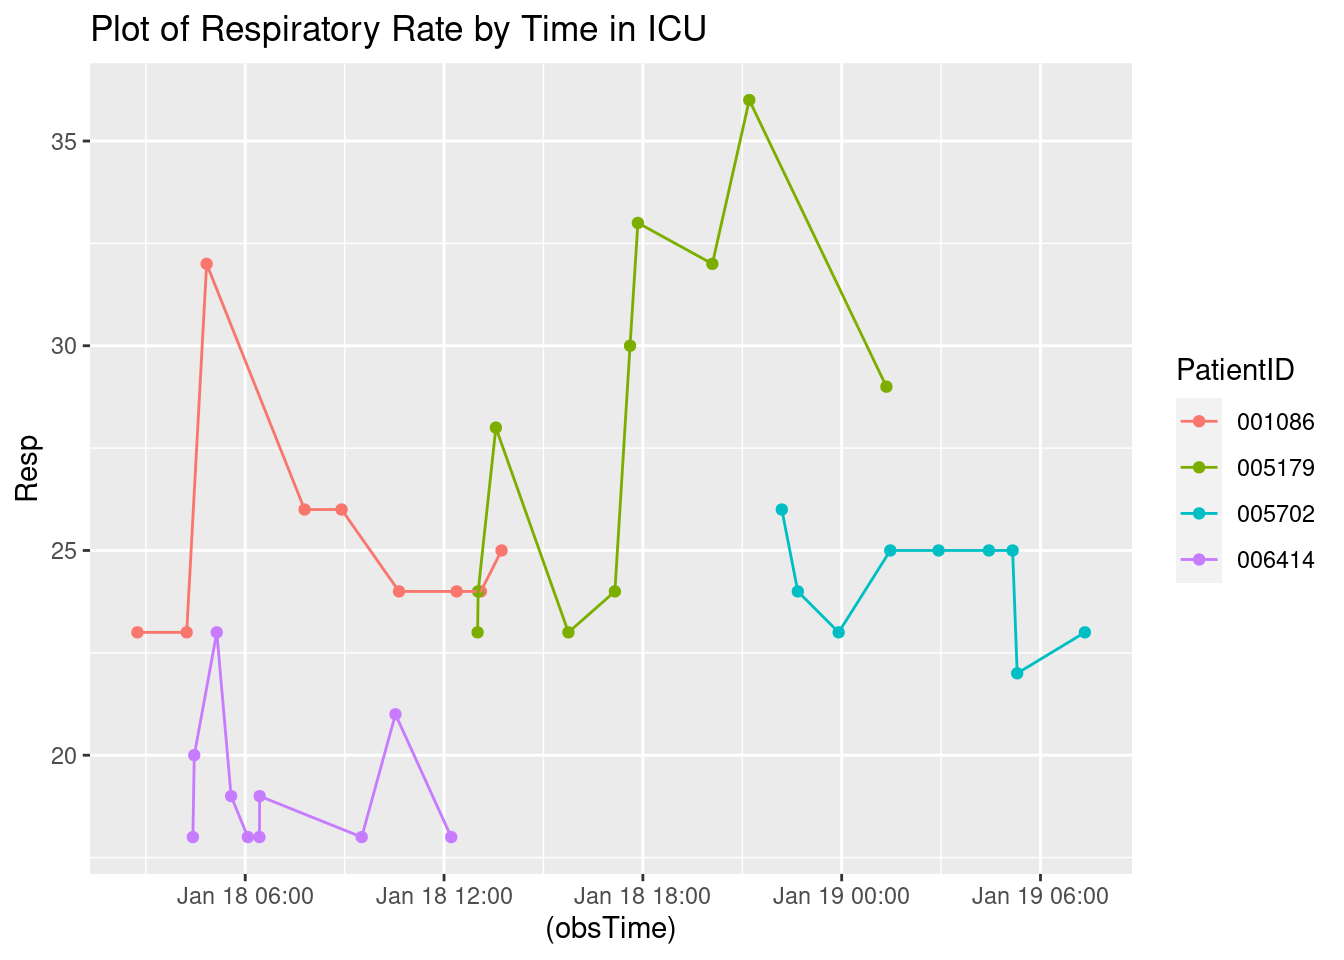 Plot of Respiratory Rate by Time in ICU
35
30
25
20
Resp
Jan 18 06:00 Jan 18 12:00 Jan 18 18:00 Jan 19 00:00 Jan 19 06:00
(obsTime)
PatientID
001086
005179
005702
006414